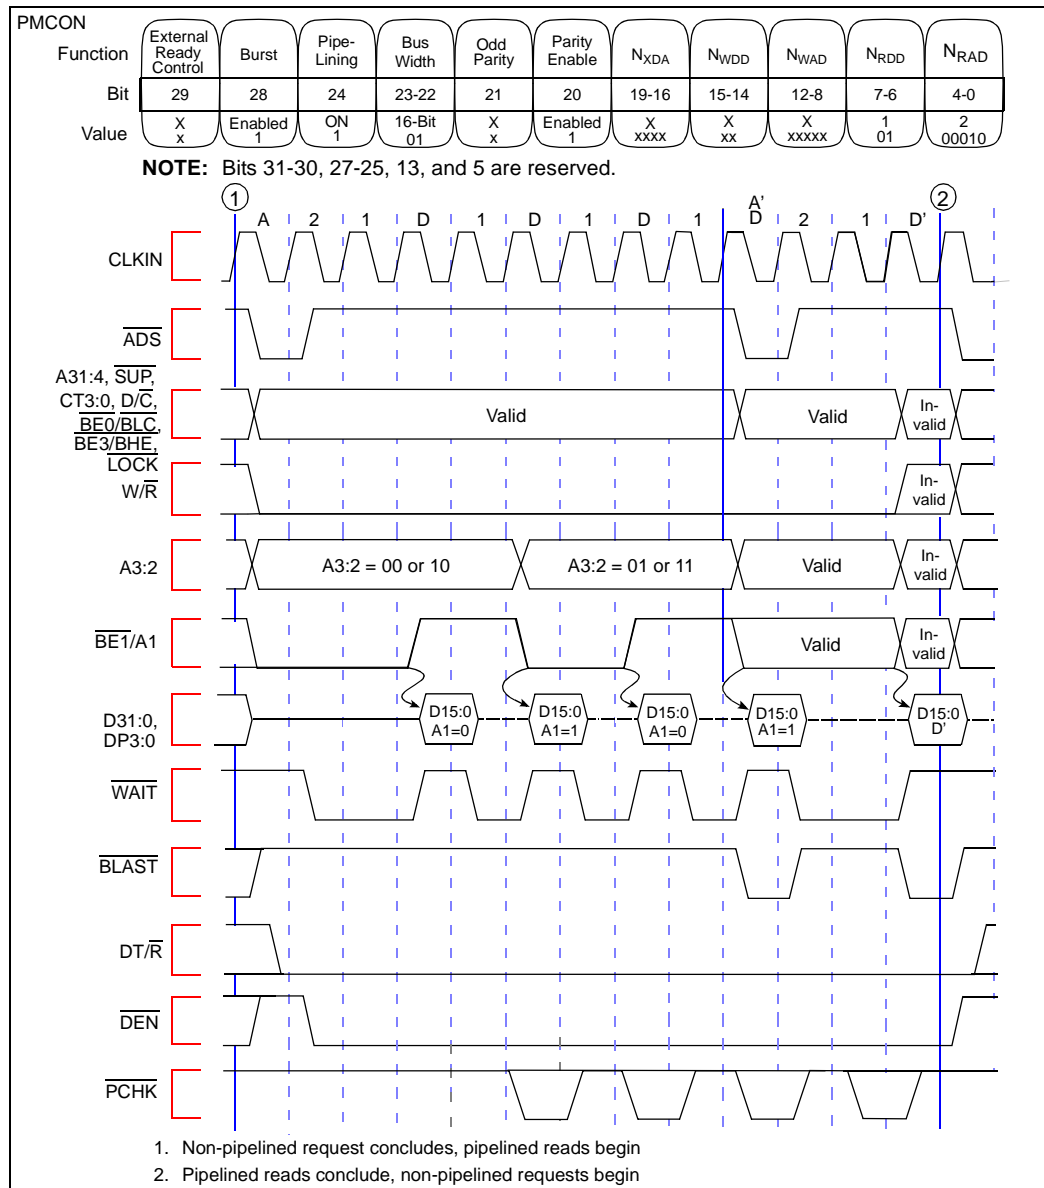 PMCON
Function
External Ready Control
Burst
Pipe-Lining
Bus Width
Odd Parity
Parity Enable
NXDA
NWDD
NWAD
NRDD
NRAD
Bit
29
28
24
23-22
21
20
19-16
15-14
12-8
7-6
4-0
Value
X x
Enabled 1
ON 1
16-Bit 01
X x
Enabled 1
X xxxx
X xx
X xxxxx
1 01
2 00010
NOTE: Bits 31-30, 27-25, 13, and 5 are reserved.
1
2
A 2 1 D 1 D 1 D 1 A' D 2 1 D'
CLKIN
ADS
A31:4, SUP,
CT3:0, D/C,
BE0/BLC,
BE3/BHE,
LOCK
Valid
Valid
In-valid
W/R
In-valid
A3:2
A3:2 = 00 or 10
A3:2 = 01 or 11
Valid
In-valid
BE1/A1
Valid
In-valid
D31:0,
DP3:0
D15:0 A1=0
D15:0 A1=1
D15:0 A1=0
D15:0 A1=1
D15:0 D'
WAIT
BLAST
DT/R
DEN
PCHK
1. Non-pipelined request concludes, pipelined reads begin
2. Pipelined reads conclude, non-pipelined requests begin